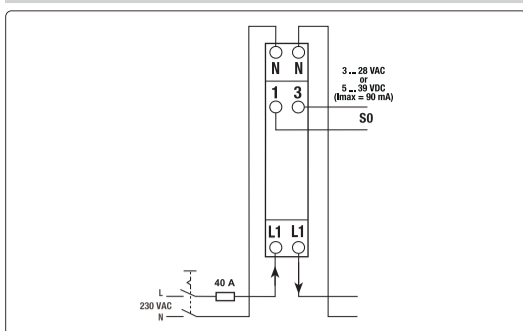 N N
1 3
3 ... 28 VAC
or
5 ... 39 VDC
(Imax = 90 mA)
S0
L1 L1
40 A
L
230 VAC
N